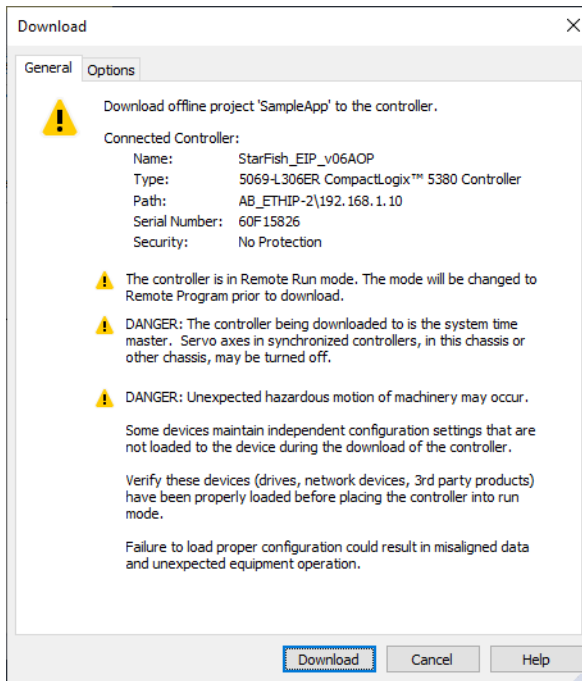 Download
General
Options
Download offline project 'SampleApp' to the controller.
Connected Controller:
Name: StarFish_EIP_v06AOP
Type: 5069-L306ER CompactLogix™ 5380 Controller
Path: AB_ETHIP-2\192.168.1.10
Serial Number: 60F15826
Security: No Protection
The controller is in Remote Run mode. The mode will be changed to
Remote Program prior to download.
DANGER: The controller being downloaded to is the system time
master. Servo axes in synchronized controllers, in this chassis or
other chassis, may be turned off.
DANGER: Unexpected hazardous motion of machinery may occur.
Some devices maintain independent configuration settings that are
not loaded to the device during the download of the controller.
Verify these devices (drives, network devices, 3rd party products)
have been properly loaded before placing the controller into run
mode.
Failure to load proper configuration could result in misaligned data
and unexpected equipment operation.
Download
Cancel
Help